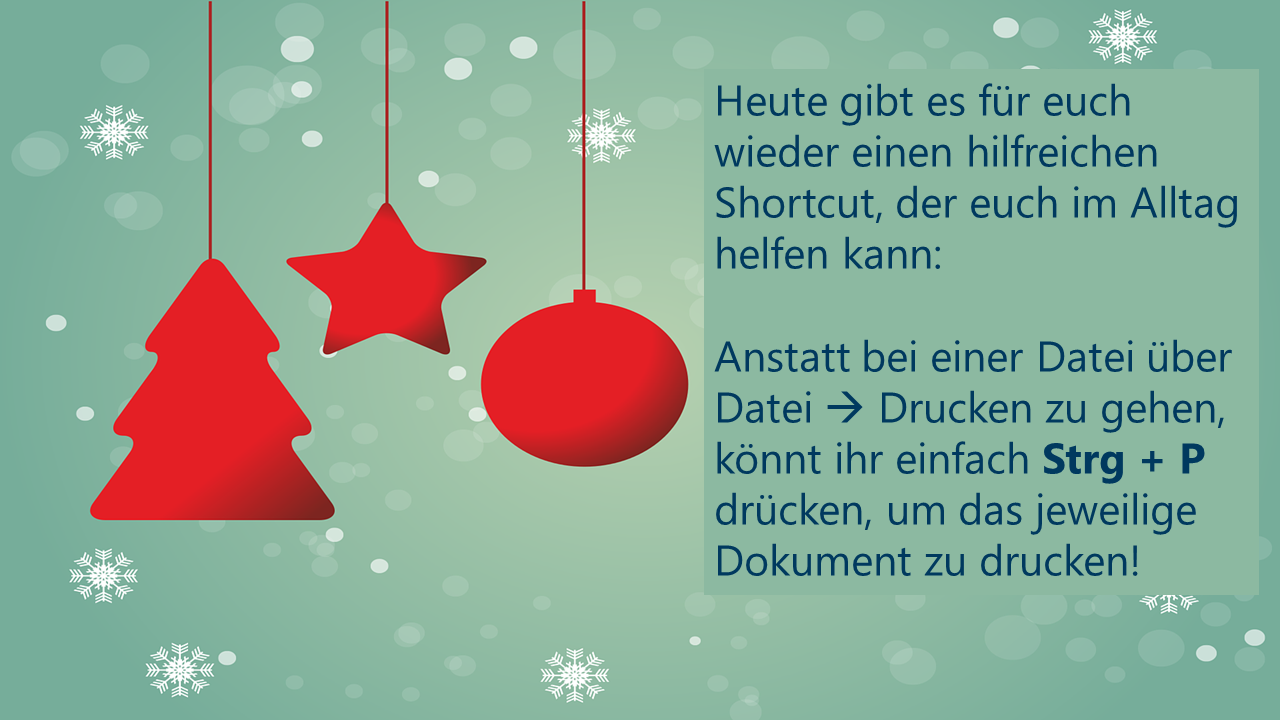 Heute gibt es für euch
wieder einen hilfreichen
Shortcut, der euch im Alltag
helfen kann:
Anstatt bei einer Datei über
Datei → Drucken zu gehen,
könnt ihr einfach Strg + P
drücken, um das jeweilige
Dokument zu drucken!